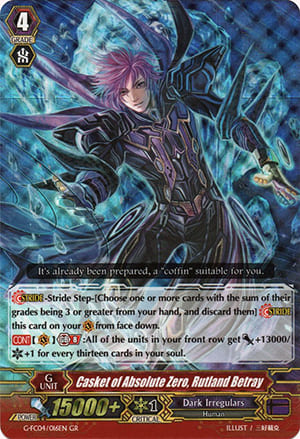 4
GRADE
It's already been prepared, a "coffin" suitable for you.
STRIDE -Stride Step-[Choose one or more cards with the sum of their
grades being 3 or greater from your hand, and discard them] STRIDE
this card on your Ⓥ from face down.
CONT [Ⓥ]: :All of the units in your front row get +13000/
+1 for every thirteen cards in your soul.
G
UNIT
Casket of Absolute Zero, Rutland Betray
POWER
15000+
1
CRITICAL
Dark Irregulars
Human
G-FC04/016EN GR
ILLUST / 三好載克